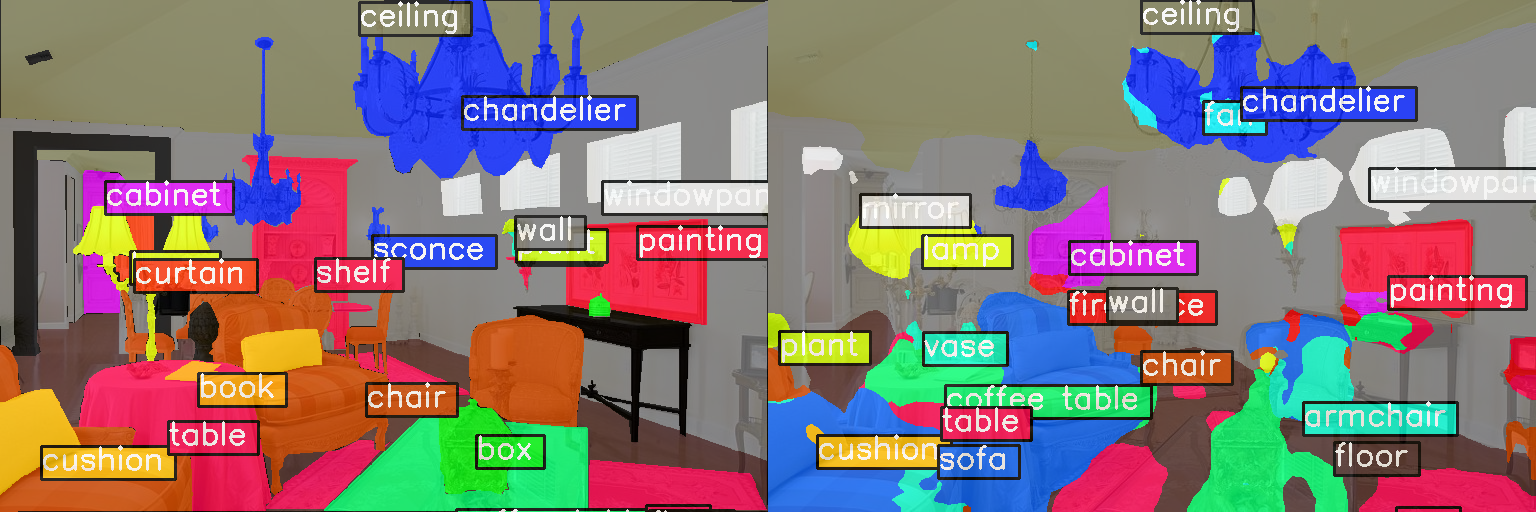 ceiling
chandelier
cabinet
windowpan
wall
sconce
painting
curtain
shelf
book
chair
table
box
cushion
ceiling
chandelier
windowpan
mirror
lamp
cabinet
painting
wall
plant
vase
chair
coffee table
table
armchair
cushion
sofa
floor